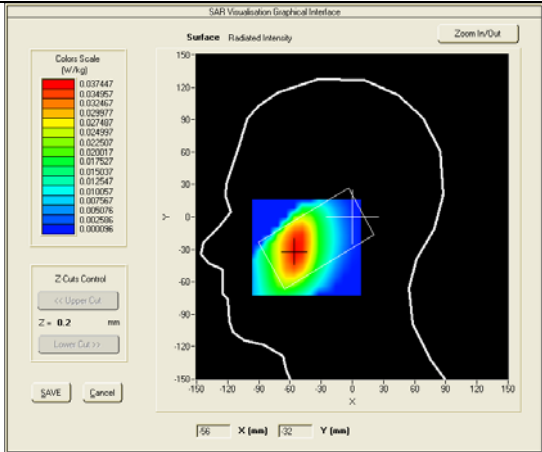 SAR Visualisation Graphical Interface
Surface Radiated Intensity
Zoom In/Out
Colors Scale
(W/kg)
0.037447
0.034957
0.032467
0.029977
0.027487
0.024997
0.022507
0.020017
0.017527
0.015037
0.012547
0.010057
0.007567
0.005076
0.002586
0.000096
Z Cuts Control
<< Upper Cut
Z = 0.2 mm
Lower Cut >>
SAVE Cancel
150
120
90
60
30
0
-30
-60
-90
-120
-150
Y
-150 -120 -90 -60 -30 0 30 60 90 120 150
X
-56 X (mm) -32 Y (mm)